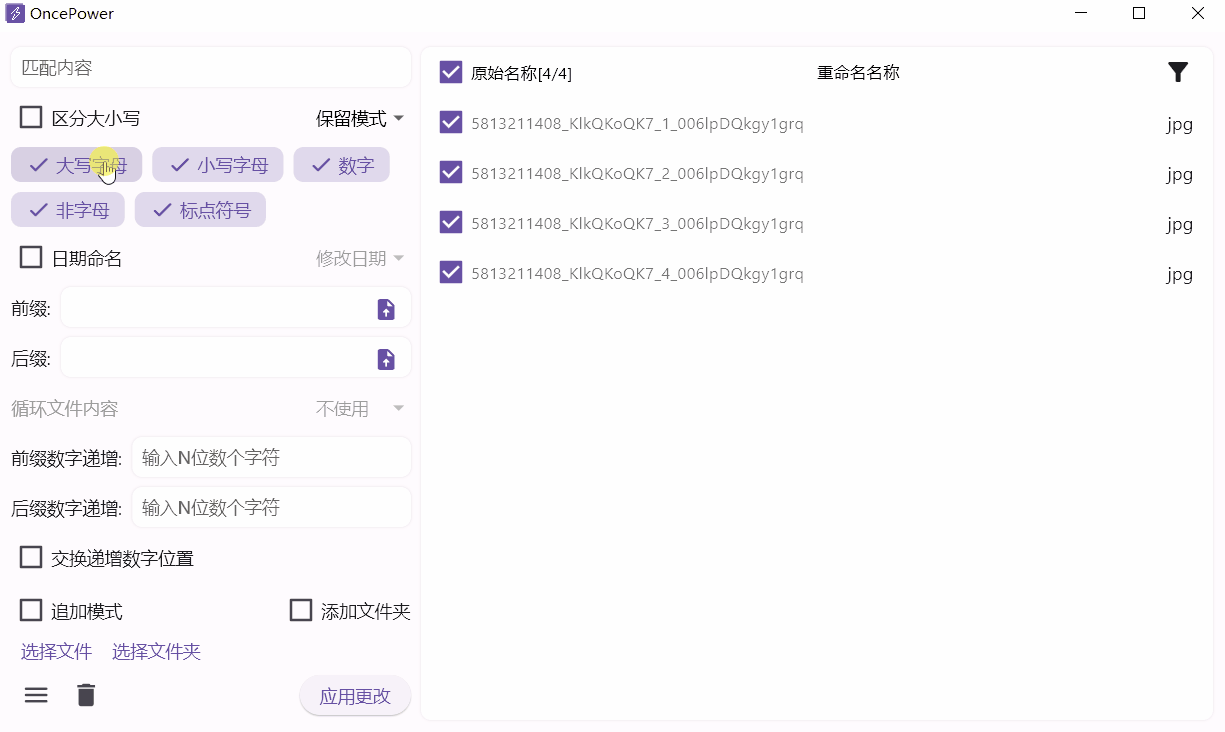 OncePower
匹配内容
区分大小写 保留模式
大写字母 小写字母 数字
非字母 标点符号
日期命名 修改日期
前缀:
后缀:
循环文件内容 不使用
前缀数字递增: 输入N位数个字符
后缀数字递增: 输入N位数个字符
交换递增数字位置
追加模式 添加文件夹
选择文件 选择文件夹
应用更改
原始名称[4/4] 重命名名称
5813211408_KlkQKoQK7_1_006lpDQkgy1grq jpg
5813211408_KlkQKoQK7_2_006lpDQkgy1grq jpg
5813211408_KlkQKoQK7_3_006lpDQkgy1grq jpg
5813211408_KlkQKoQK7_4_006lpDQkgy1grq jpg